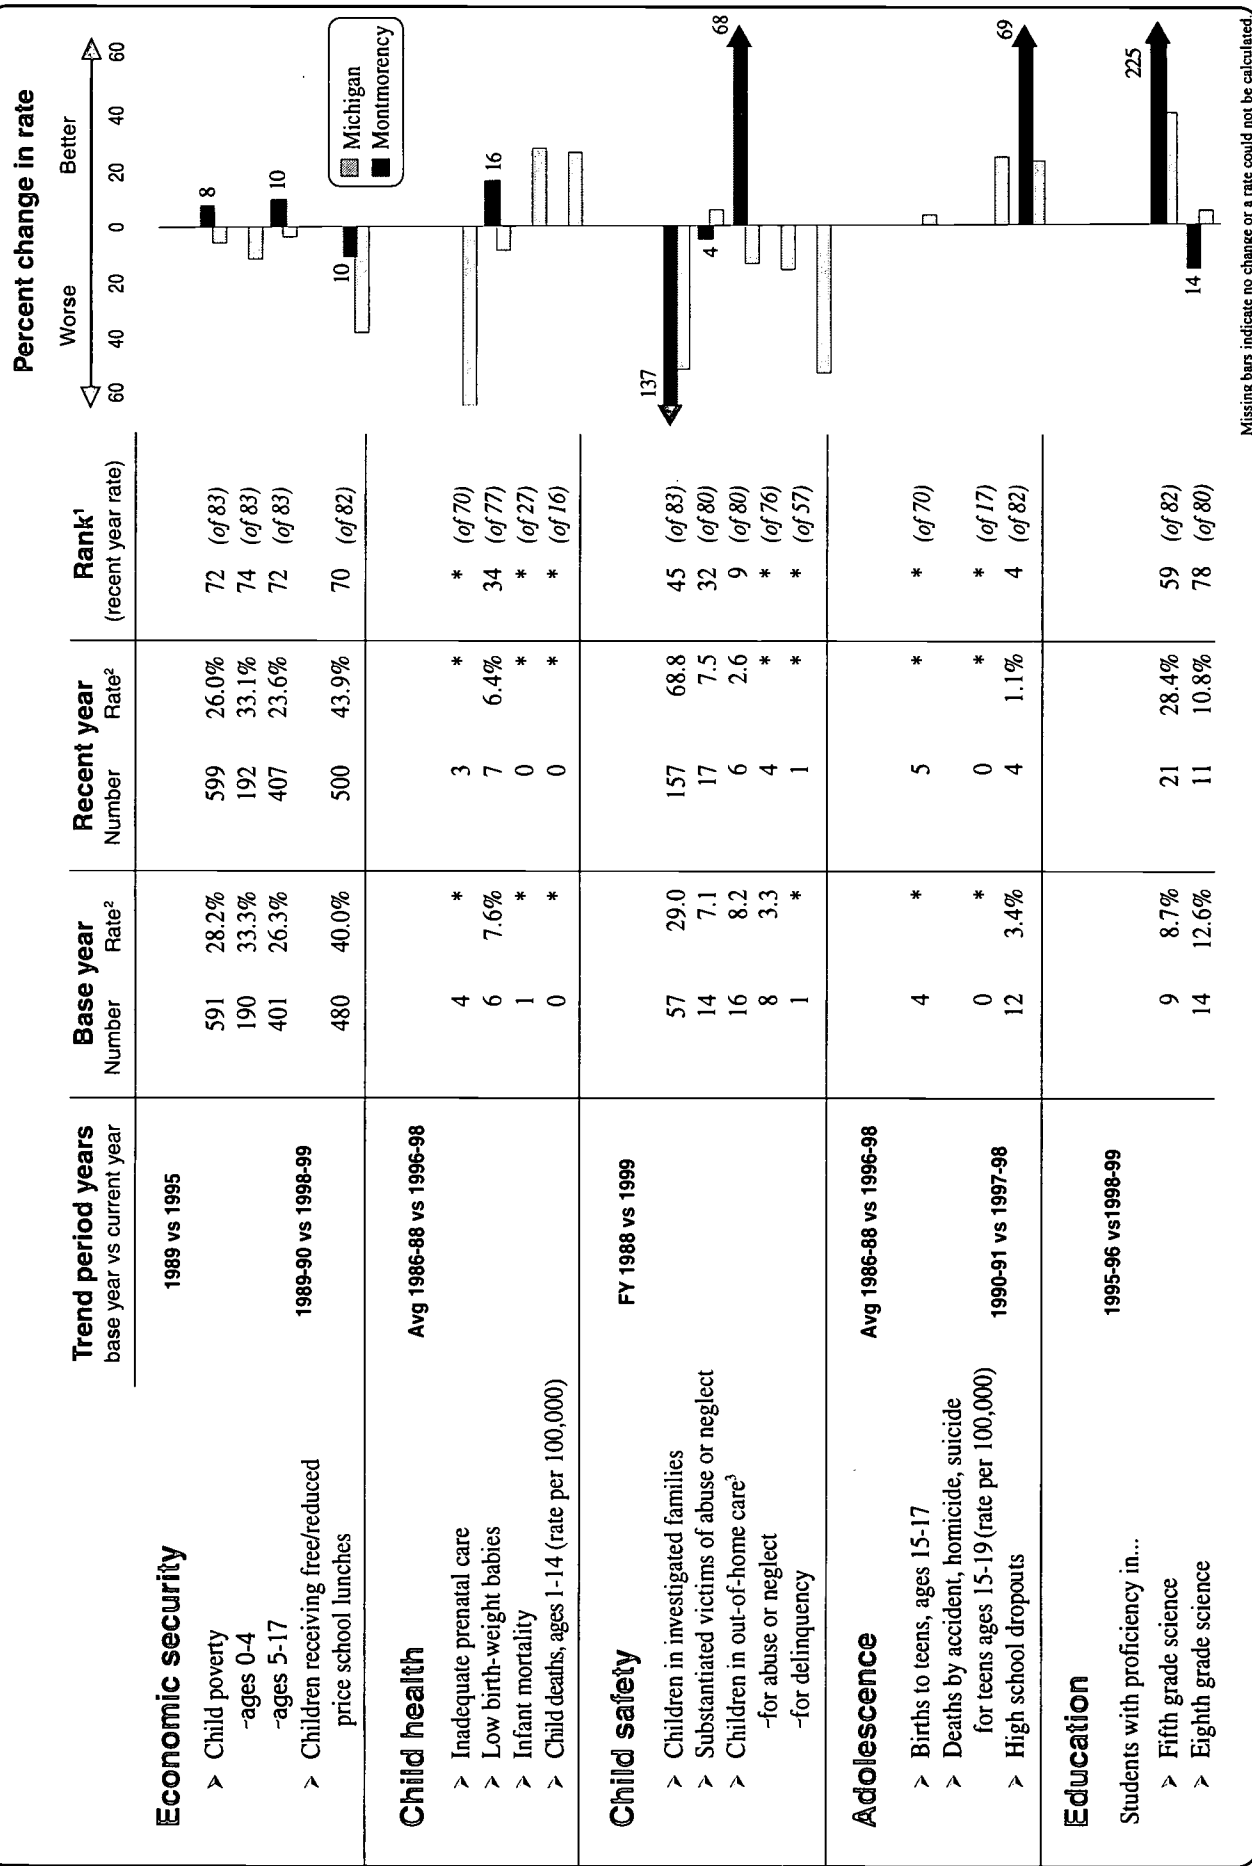 Percent change in rate
Trend period years Base year Recent year Rank¹ Worse Better
base year vs current year Number Rate² Number Rate² (recent year rate) 60 40 20 0 20 40 60
Economic security 1989 vs 1995
➢ Child poverty 591 28.2% 599 26.0% 72 (of 83) 8
-ages 0-4 190 33.3% 192 33.1% 74 (of 83)
-ages 5-17 401 26.3% 407 23.6% 72 (of 83) 10
➢ Children receiving free/reduced 1989-90 vs 1998-99
price school lunches 480 40.0% 500 43.9% 70 (of 82) 10
Michigan
Montmorency
Child health Avg 1986-88 vs 1996-98
➢ Inadequate prenatal care 4 * 3 * * (of 70)
➢ Low birth-weight babies 6 7.6% 7 6.4% 34 (of 77) 16
➢ Infant mortality 1 * 0 * * (of 27)
➢ Child deaths, ages 1-14 (rate per 100,000) 0 * 0 * * (of 16)
Child safety FY 1988 vs 1999
➢ Children in investigated families 57 29.0 157 68.8 45 (of 83) 137
➢ Substantiated victims of abuse or neglect 14 7.1 17 7.5 32 (of 80) 4
➢ Children in out-of-home care³ 16 8.2 6 2.6 9 (of 80) 68
-for abuse or neglect 8 3.3 4 * * (of 76)
-for delinquency 1 * 1 * * (of 57)
Adolescence Avg 1986-88 vs 1996-98
➢ Births to teens, ages 15-17 4 * 5 * * (of 70)
➢ Deaths by accident, homicide, suicide
for teens ages 15-19 (rate per 100,000) 0 * 0 * * (of 17)
➢ High school dropouts 1990-91 vs 1997-98 12 3.4% 4 1.1% 4 (of 82) 69
Education
Students with proficiency in... 1995-96 vs1998-99
➢ Fifth grade science 9 8.7% 21 28.4% 59 (of 82) 225
➢ Eighth grade science 14 12.6% 11 10.8% 78 (of 80) 14
Missing bars indicate no change or a rate could not be calculated.